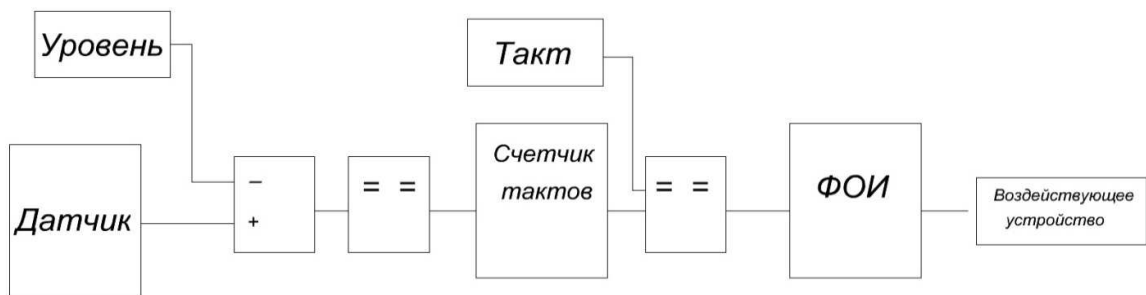 Уровень
Такт
Датчик
–
+
= =
Счетчик
тактов
= =
ФОИ
Воздействующее
устройство